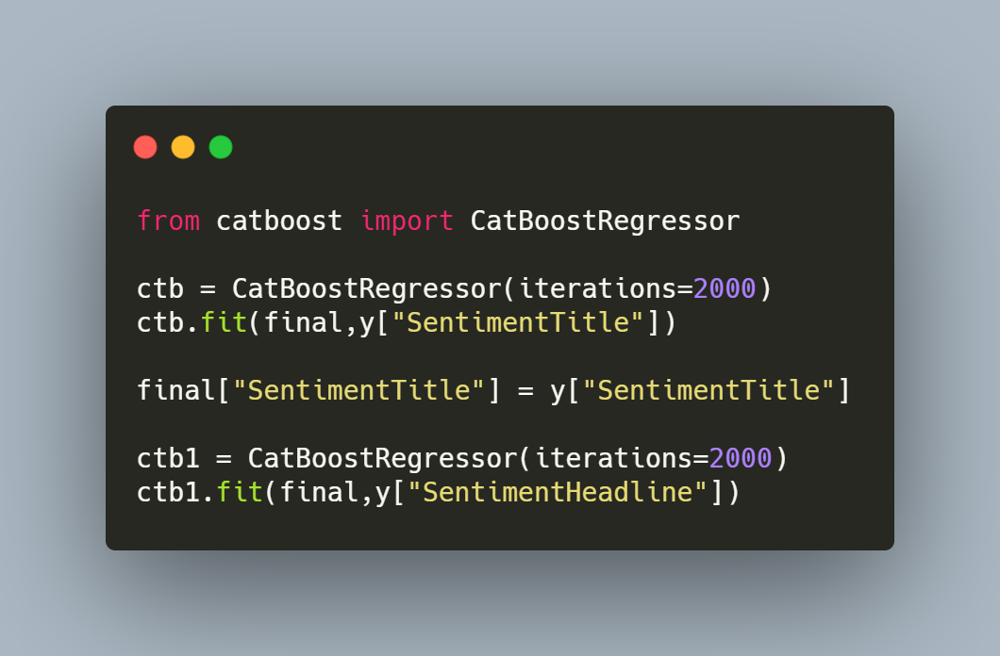 from catboost import CatBoostRegressor
ctb = CatBoostRegressor(iterations=2000)
ctb.fit(final,y["SentimentTitle"])
final["SentimentTitle"] = y["SentimentTitle"]
ctb1 = CatBoostRegressor(iterations=2000)
ctb1.fit(final,y["SentimentHeadline"])